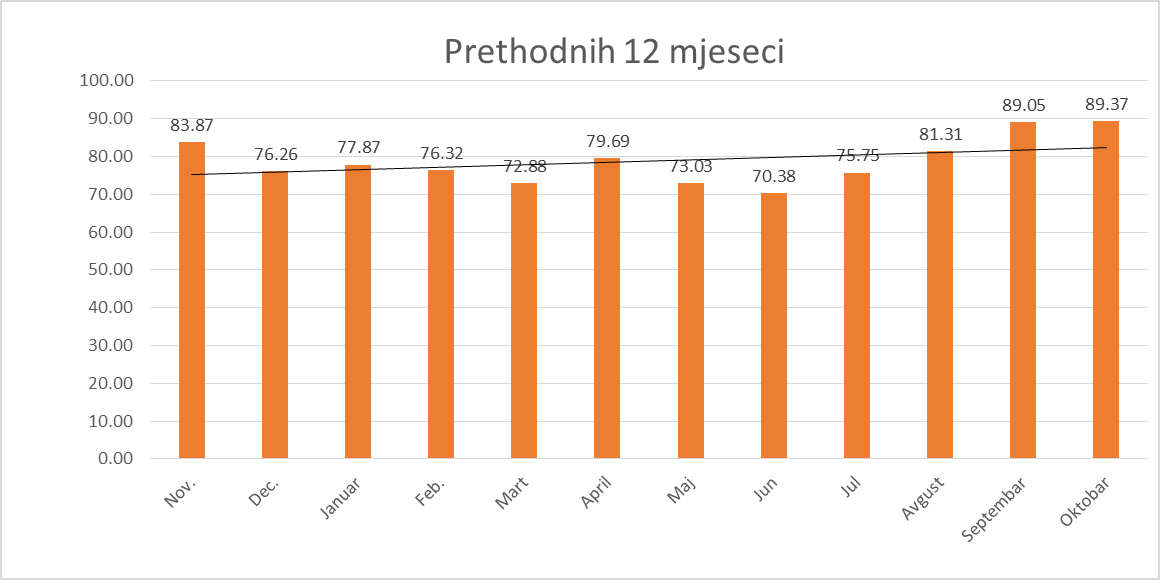 Prethodnih 12 mjeseci
100.00
90.00
80.00
70.00
60.00
50.00
40.00
30.00
20.00
10.00
0.00
83.87
76.26
77.87
76.32
72.88
79.69
73.03
70.38
75.75
81.31
89.05
89.37
Nov.
Dec.
Januar
Feb.
Mart
April
Maj
Jun
Jul
Avgust
Septembar
Oktobar